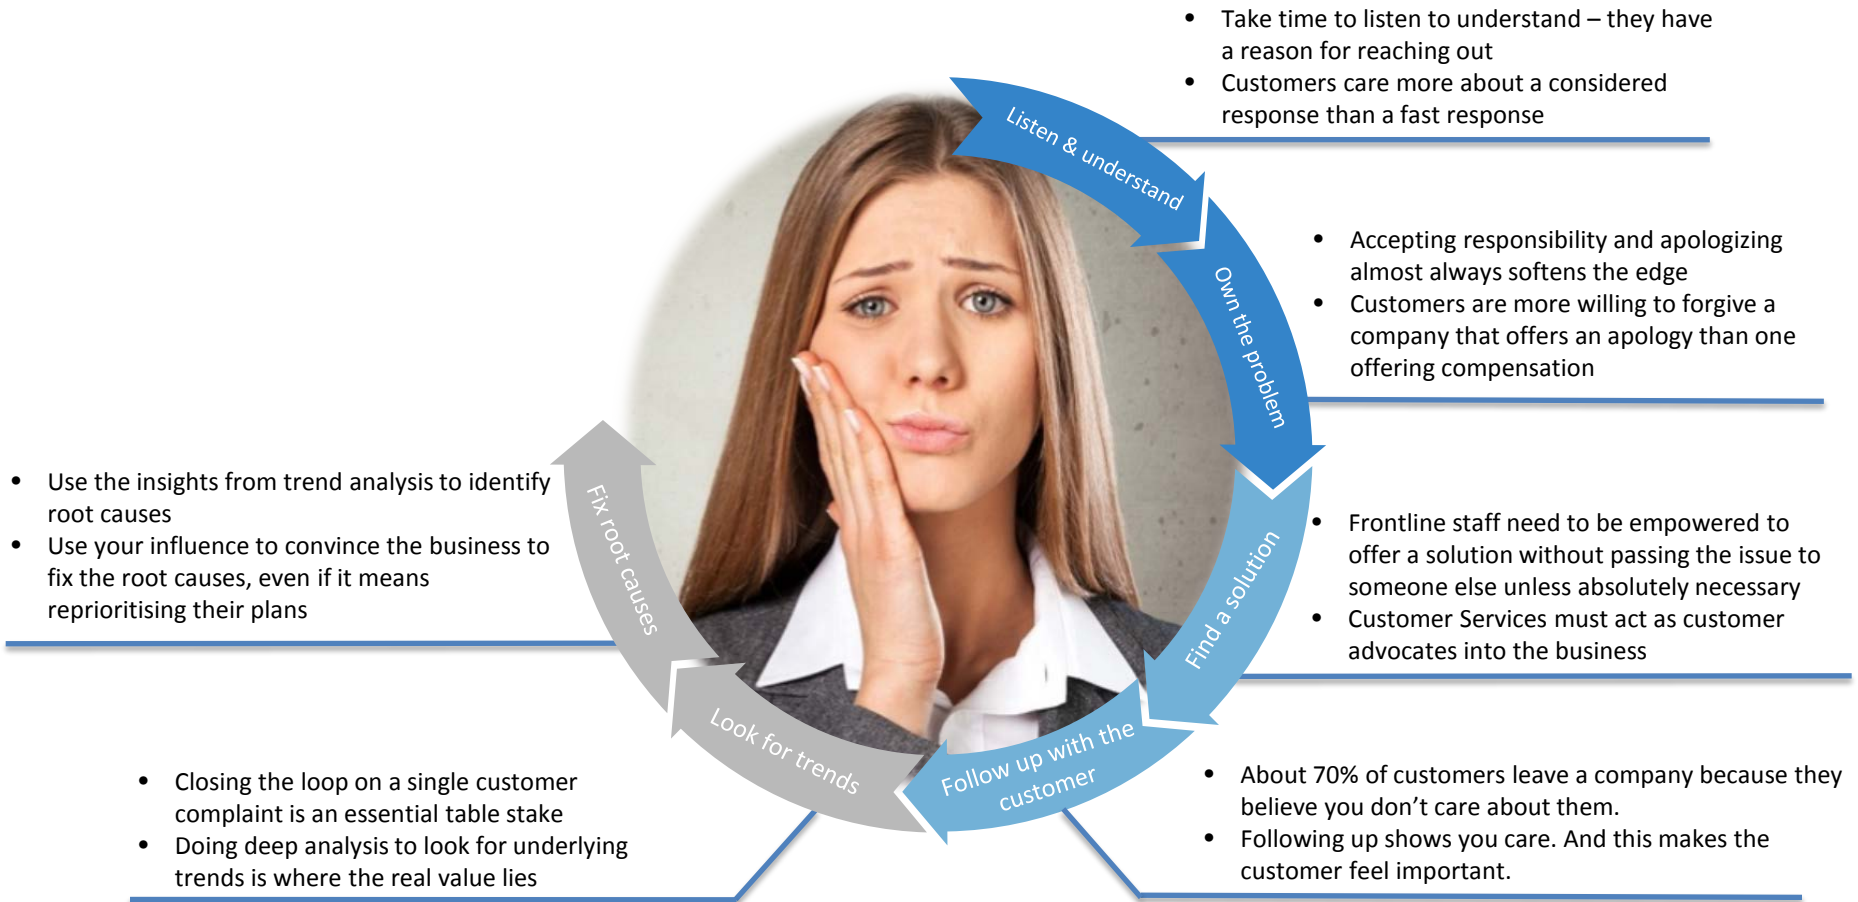 • Take time to listen to understand – they have
a reason for reaching out
• Customers care more about a considered
response than a fast response
Listen & understand
• Accepting responsibility and apologizing
almost always softens the edge
• Customers are more willing to forgive a
company that offers an apology than one
offering compensation
Own the problem
• Frontline staff need to be empowered to
offer a solution without passing the issue to
someone else unless absolutely necessary
• Customer Services must act as customer
advocates into the business
Find a solution
• About 70% of customers leave a company because they
believe you don’t care about them.
• Following up shows you care. And this makes the
customer feel important.
Follow up with the
customer
• Closing the loop on a single customer
complaint is an essential table stake
• Doing deep analysis to look for underlying
trends is where the real value lies
Look for trends
• Use the insights from trend analysis to identify
root causes
• Use your influence to convince the business to
fix the root causes, even if it means
reprioritising their plans
Fix root causes